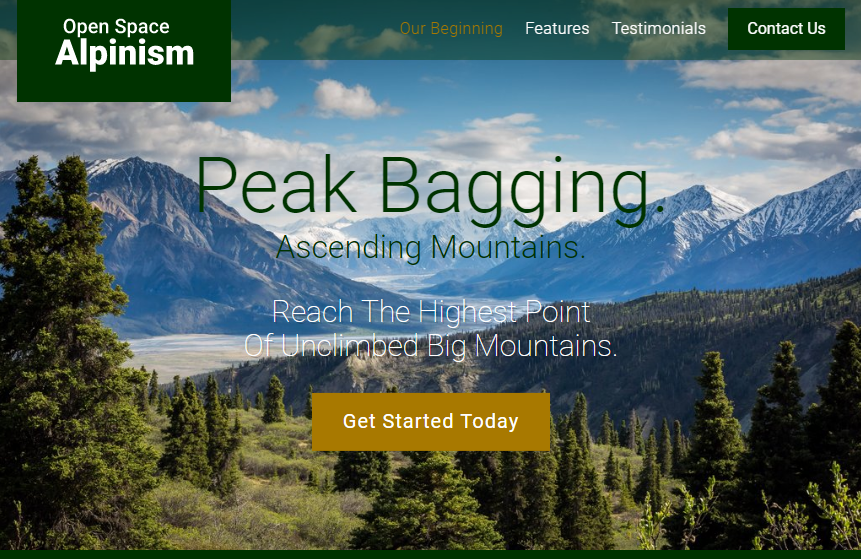 Open Space
Alpinism
Our Beginning
Features
Testimonials
Contact Us
Peak Bagging.
Ascending Mountains.
Reach The Highest Point
Of Unclimbed Big Mountains.
Get Started Today